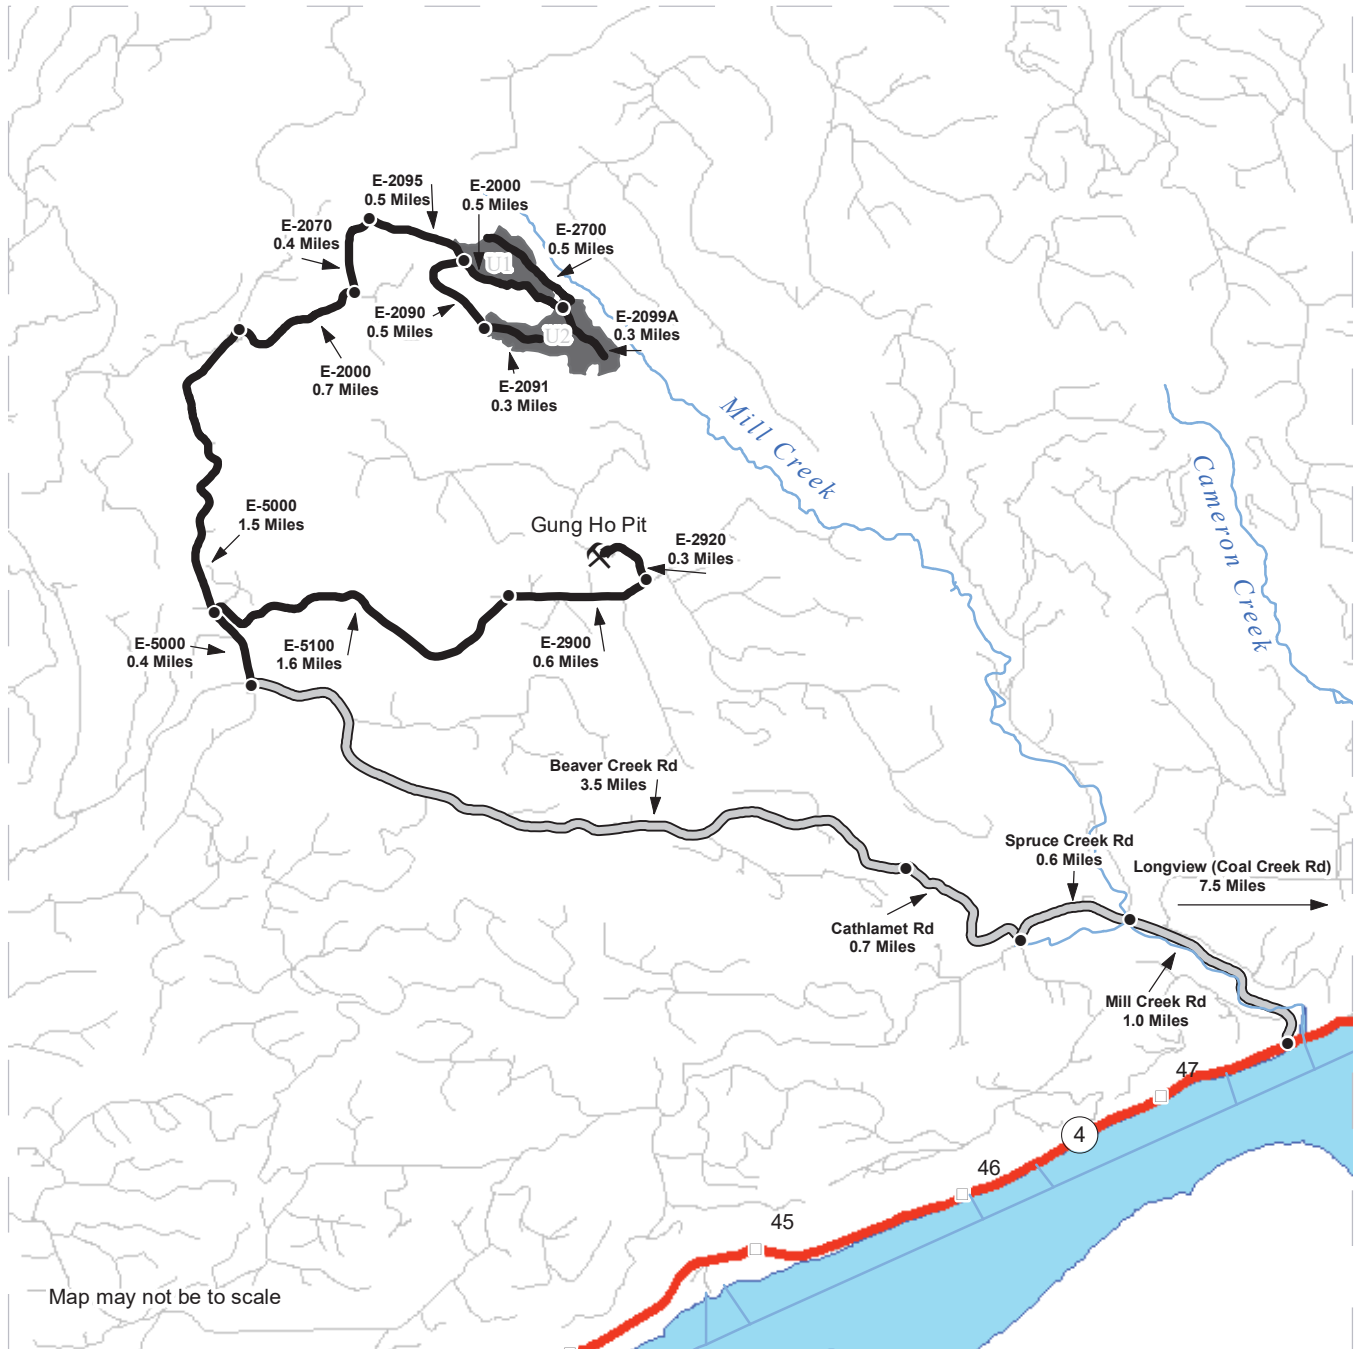 E-2095
0.5 Miles
E-2000
0.5 Miles
E-2070
0.4 Miles
E-2700
0.5 Miles
U1
E-2090
0.5 Miles
E-2099A
0.3 Miles
U2
E-2000
0.7 Miles
E-2091
0.3 Miles
Mill Creek
Cameron Creek
E-5000
1.5 Miles
Gung Ho Pit
E-2920
0.3 Miles
E-5000
0.4 Miles
E-5100
1.6 Miles
E-2900
0.6 Miles
Beaver Creek Rd
3.5 Miles
Spruce Creek Rd
0.6 Miles
Longview (Coal Creek Rd)
7.5 Miles
Cathlamet Rd
0.7 Miles
Mill Creek Rd
1.0 Miles
47
4
46
45
Map may not be to scale